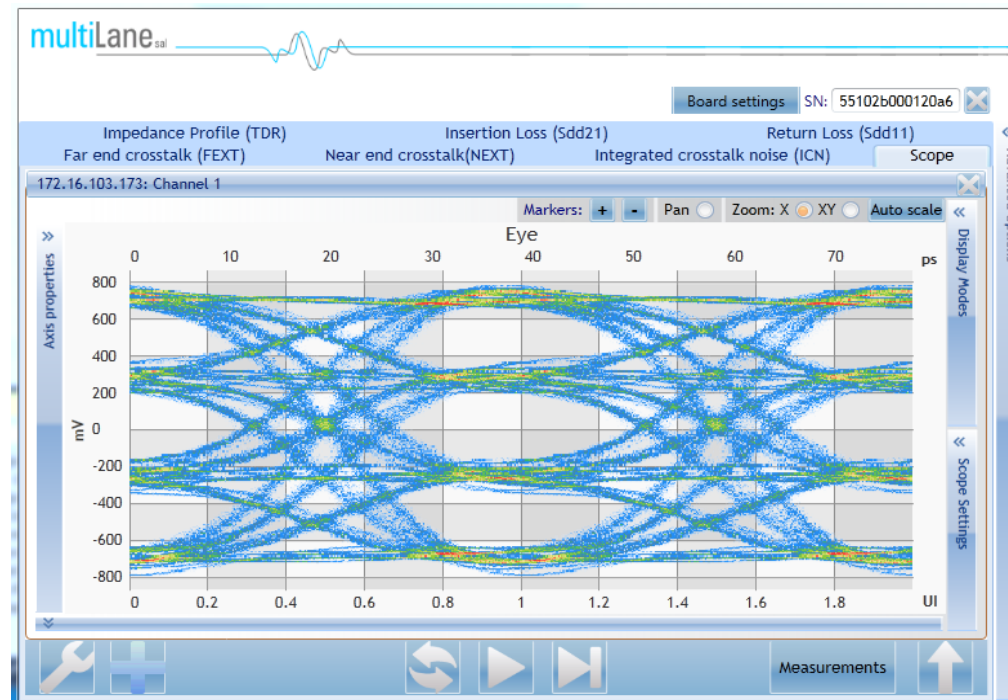 multiLane sal
Board settings SN: 55102b000120a6
Impedance Profile (TDR) Insertion Loss (Sdd21) Return Loss (Sdd11)
Far end crosstalk (FEXT) Near end crosstalk(NEXT) Integrated crosstalk noise (ICN) Scope
172.16.103.173: Channel 1
Markers: + - Pan Zoom: X XY Auto scale
Eye
0 10 20 30 40 50 60 70 ps
Axis properties
Display Modes
Scope Settings
800
600
400
200
mV 0
-200
-400
-600
-800
0 0.2 0.4 0.6 0.8 1 1.2 1.4 1.6 1.8 UI
Measurements